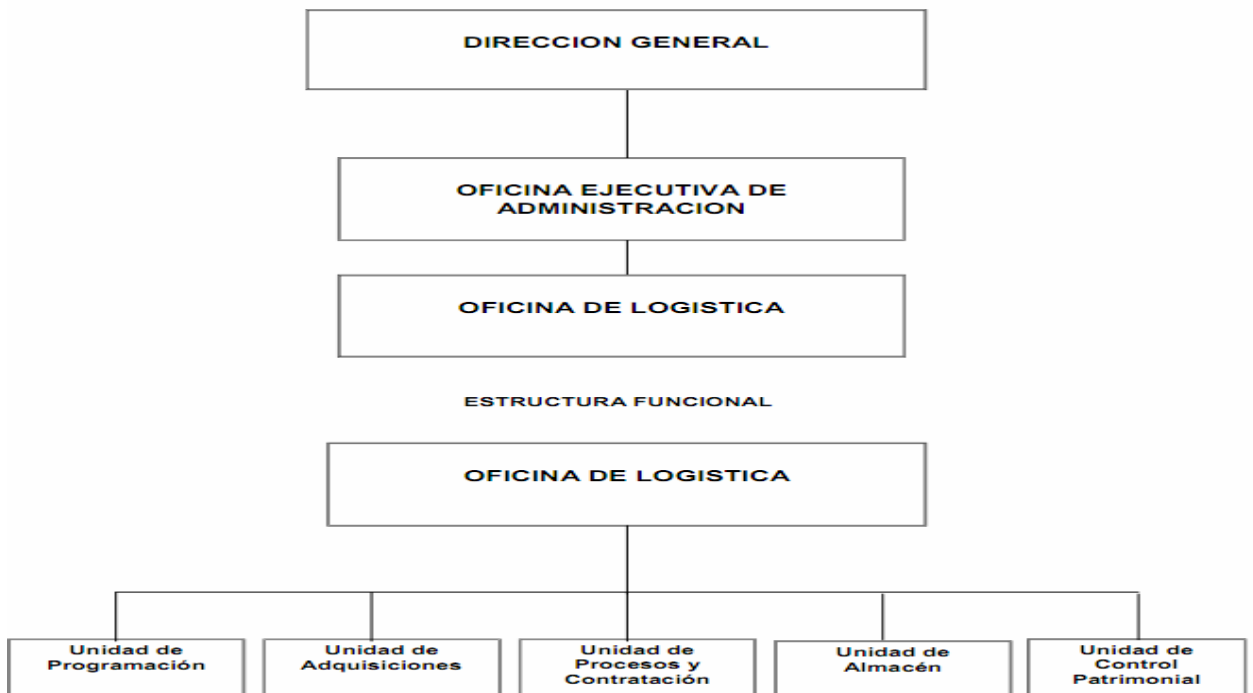 DIRECCION GENERAL
OFICINA EJECUTIVA DE
ADMINISTRACION
OFICINA DE LOGISTICA
ESTRUCTURA FUNCIONAL
OFICINA DE LOGISTICA
Unidad de
Programación
Unidad de
Adquisiciones
Unidad de
Procesos y
Contratación
Unidad de
Almacén
Unidad de
Control
Patrimonial